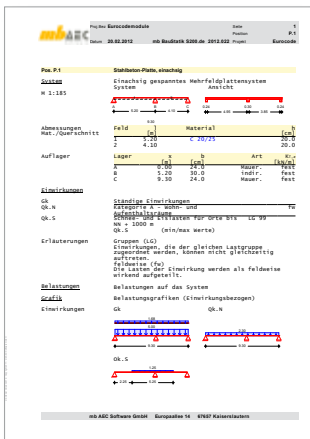 mb AEC
Proj.Bez Eurocodemodule Seite 1
Position P.1
Datum 20.02.2012 mb BauStatik S200.de 2012.022 Projekt Eurocode
Pos. P.1 Stahlbeton-Platte, einachsig
System Einachsig gespanntes Mehrfeldplattensystem
M 1:185 System Ansicht
A B C
Abmessungen Feld l Material h
Mat./Querschnitt [m] [cm]
1 5.20 C 20/25 20.0
2 4.10 20.0
Auflager Lager x b Art
[m] [cm] [kN/m]
A 0.00 24.0 Mauer. fest
B 5.20 30.0 indir. fest
C 9.30 24.0 Mauer. fest
Einwirkungen
Gk Ständige Einwirkungen
Qk.N Kategorie A - Wohn- und fw
Aufenthaltsräume
Qk.S Schnee- und Eislasten für Orte bis LG 99
NN + 1000 m
Qk.S (min/max Werte)
Erläuterungen Gruppen (LG)
Einwirkungen, die der gleichen Lastgruppe
zugeordnet werden, können nicht gleichzeitig
auftreten.
feldweise (fw)
Die Lasten der Einwirkung werden als feldweise
wirkend aufgeteilt.
Belastungen Belastungen auf das System
Grafik Belastungsgrafiken (Einwirkungsbezogen)
Einwirkungen Gk Qk.N
Qk.S
mb AEC Software GmbH Europaallee 14 67657 Kaiserslautern